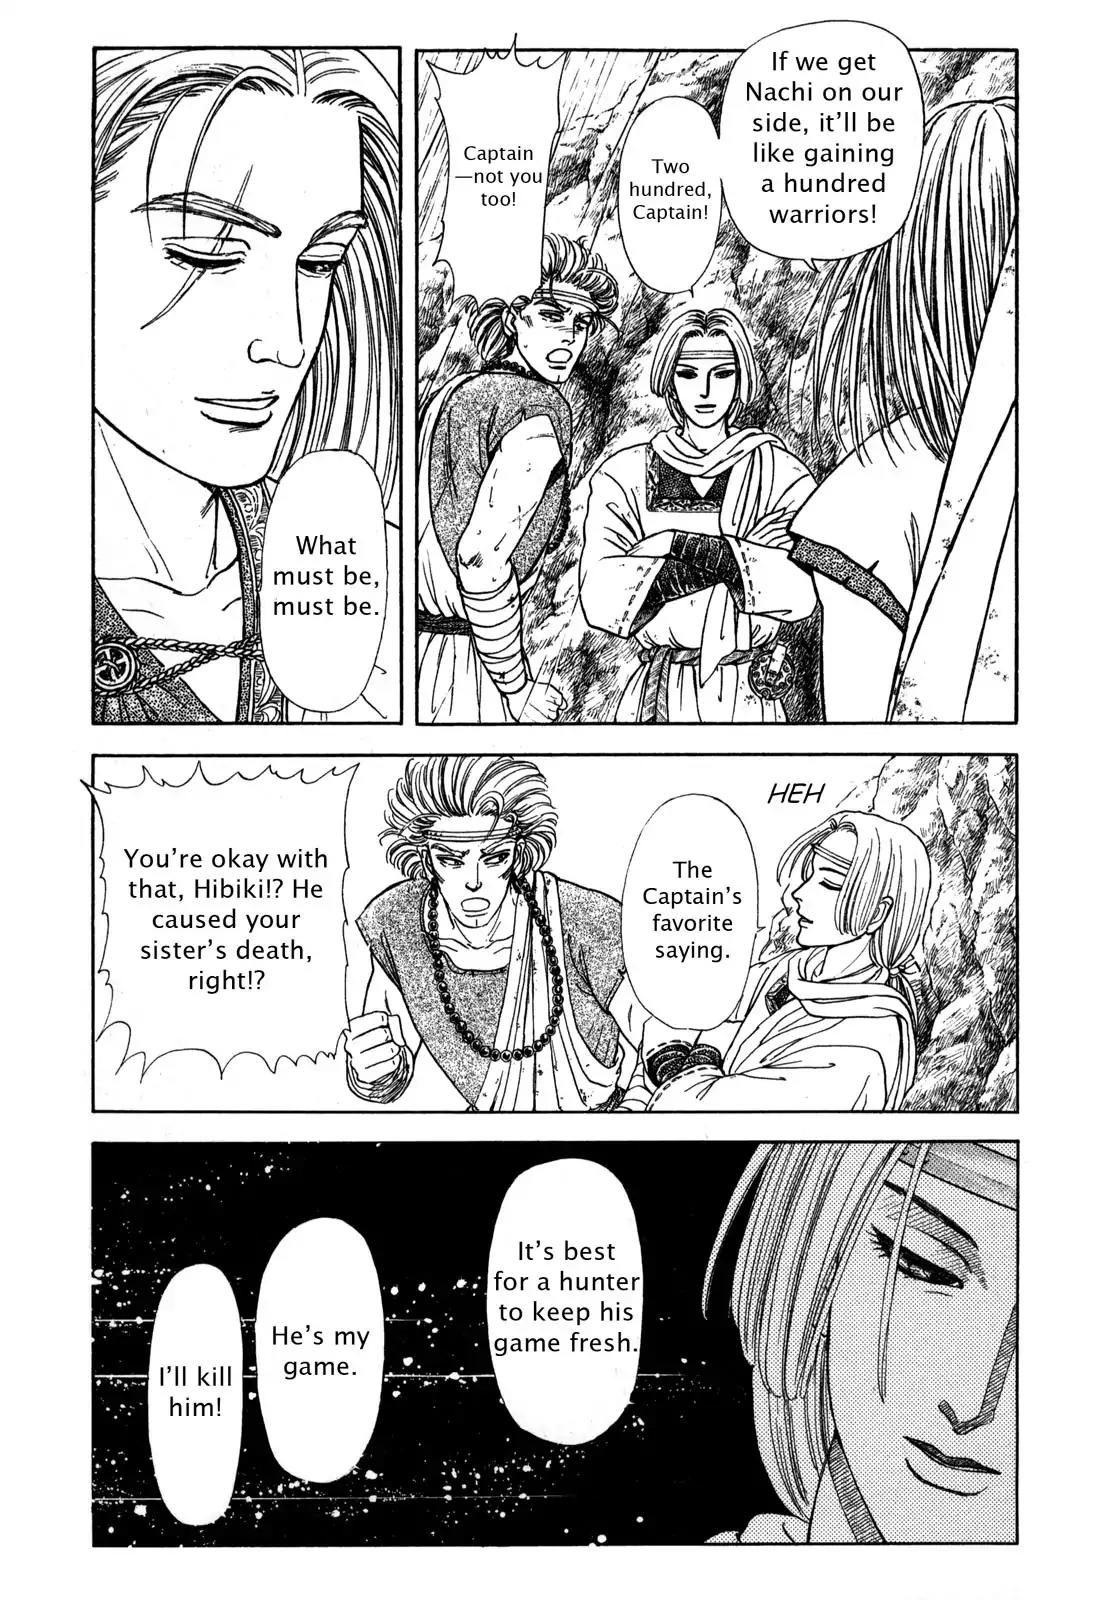 If we get
Nachi on our
side, it'll be
like gaining
a hundred
warriors!
Two
hundred,
Captain!
Captain
—not you
too!
What
must be,
must be.
HEH
The
Captain's
favorite
saying.
You're okay with
that, Hibiki!? He
caused your
sister's death,
right!?
It's best
for a hunter
to keep his
game fresh.
He's my
game.
I'll kill
him!